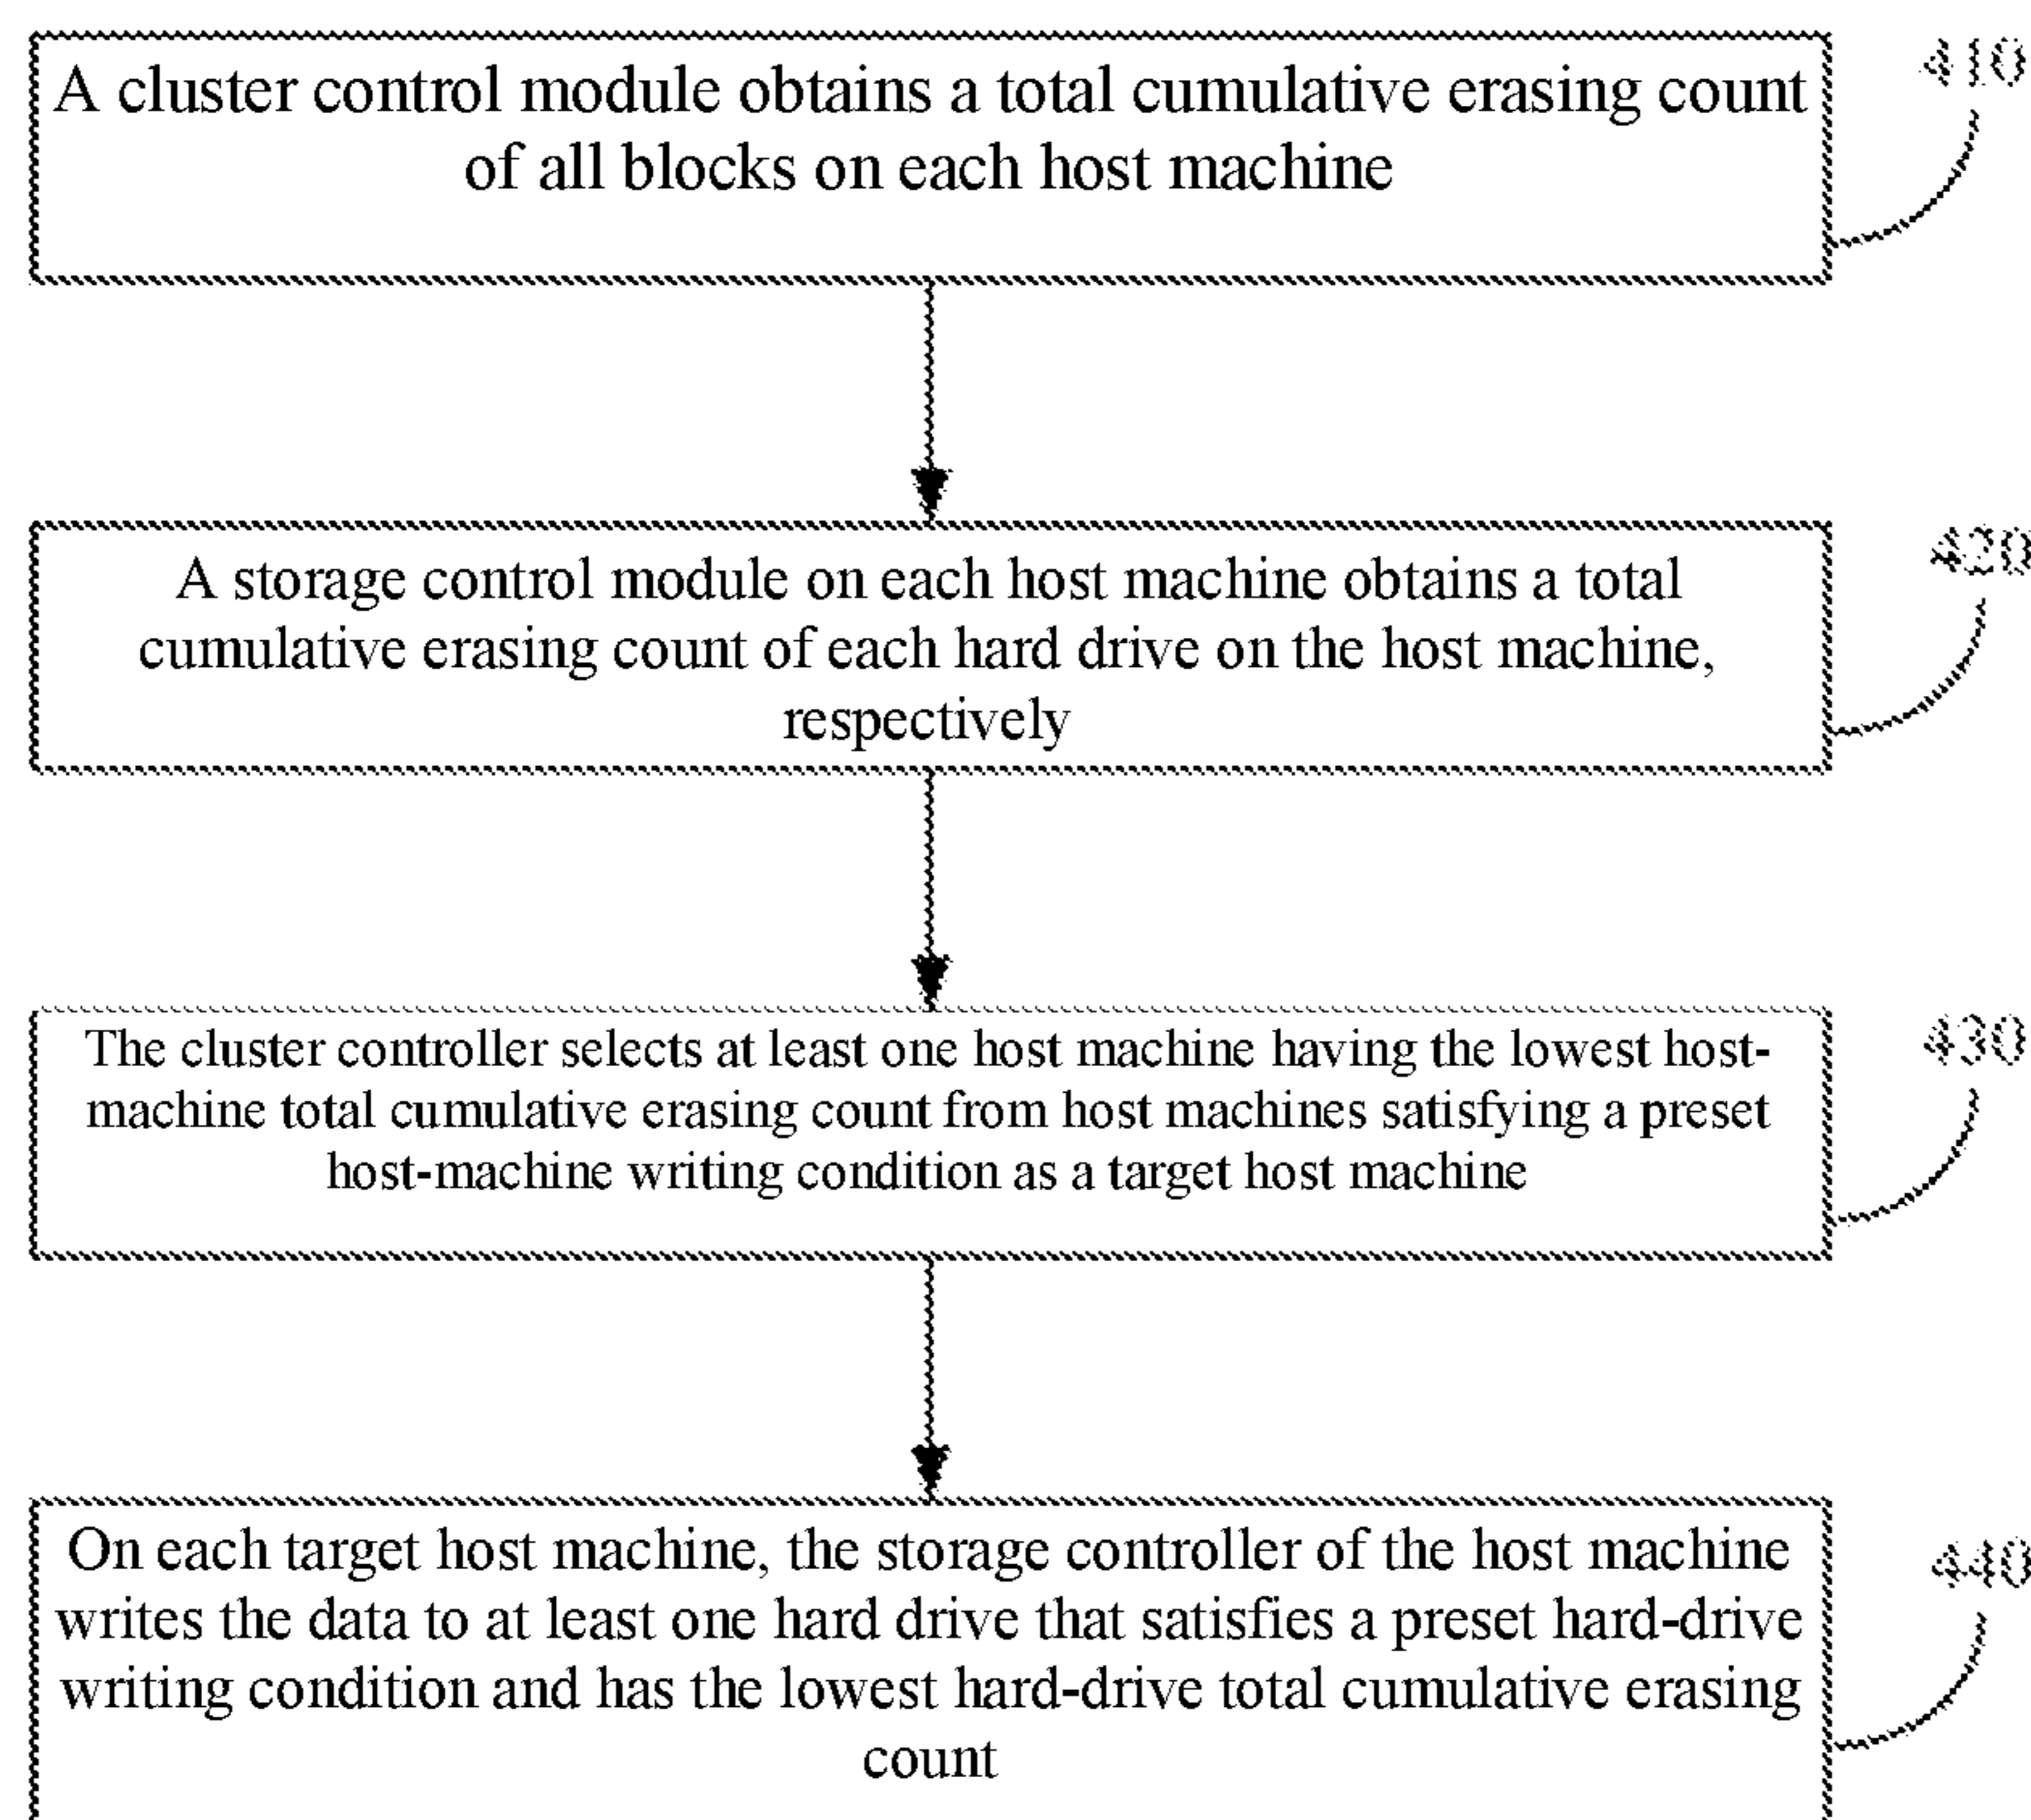 A cluster control module obtains a total cumulative erasing count
of all blocks on each host machine
410
A storage control module on each host machine obtains a total
cumulative erasing count of each hard drive on the host machine,
respectively
420
The cluster controller selects at least one host machine having the lowest host-
machine total cumulative erasing count from host machines satisfying a preset
host-machine writing condition as a target host machine
430
On each target host machine, the storage controller of the host machine
writes the data to at least one hard drive that satisfies a preset hard-drive
writing condition and has the lowest hard-drive total cumulative erasing
count
440